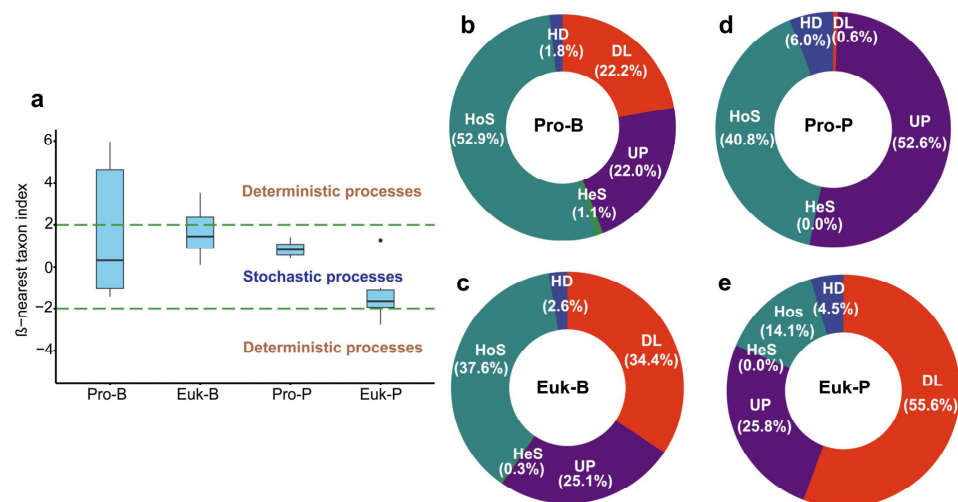 a
ß-nearest taxon index
6
4
2
0
−2
−4
Deterministic processes
Stochastic processes
Deterministic processes
Pro-B
Euk-B
Pro-P
Euk-P
b
HD
(1.8%)
DL
(22.2%)
HoS
(52.9%)
Pro-B
UP
(22.0%)
HeS
(1.1%)
d
HD
(6.0%)
DL
(0.6%)
HoS
(40.8%)
Pro-P
UP
(52.6%)
HeS
(0.0%)
c
HD
(2.6%)
DL
(34.4%)
HoS
(37.6%)
Euk-B
HeS
(0.3%)
UP
(25.1%)
e
HD
(4.5%)
Hos
(14.1%)
HeS
(0.0%)
DL
(55.6%)
Euk-P
UP
(25.8%)